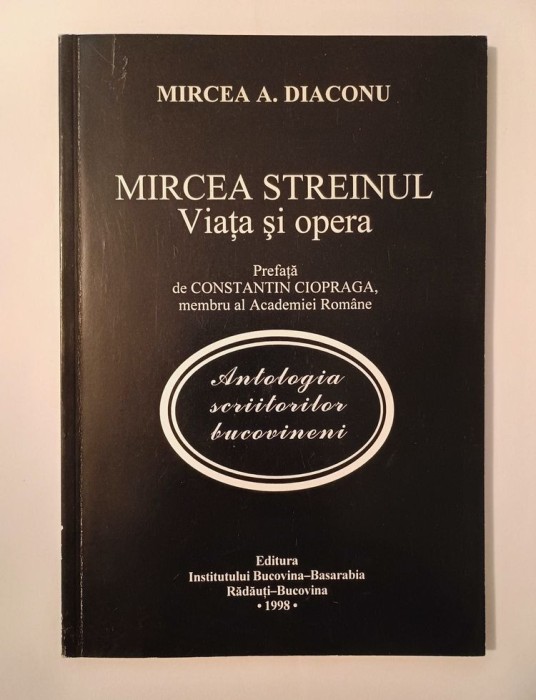 MIRCEA A. DIACONU
MIRCEA STREINUL
Viaţa şi opera
Prefaţă
de CONSTANTIN CIOPRAGA,
membru al Academiei Române
Antologia
scriitorilor
bucovineni
Editura
Institutului Bucovina–Basarabia
Rădăuţi–Bucovina
• 1998 •